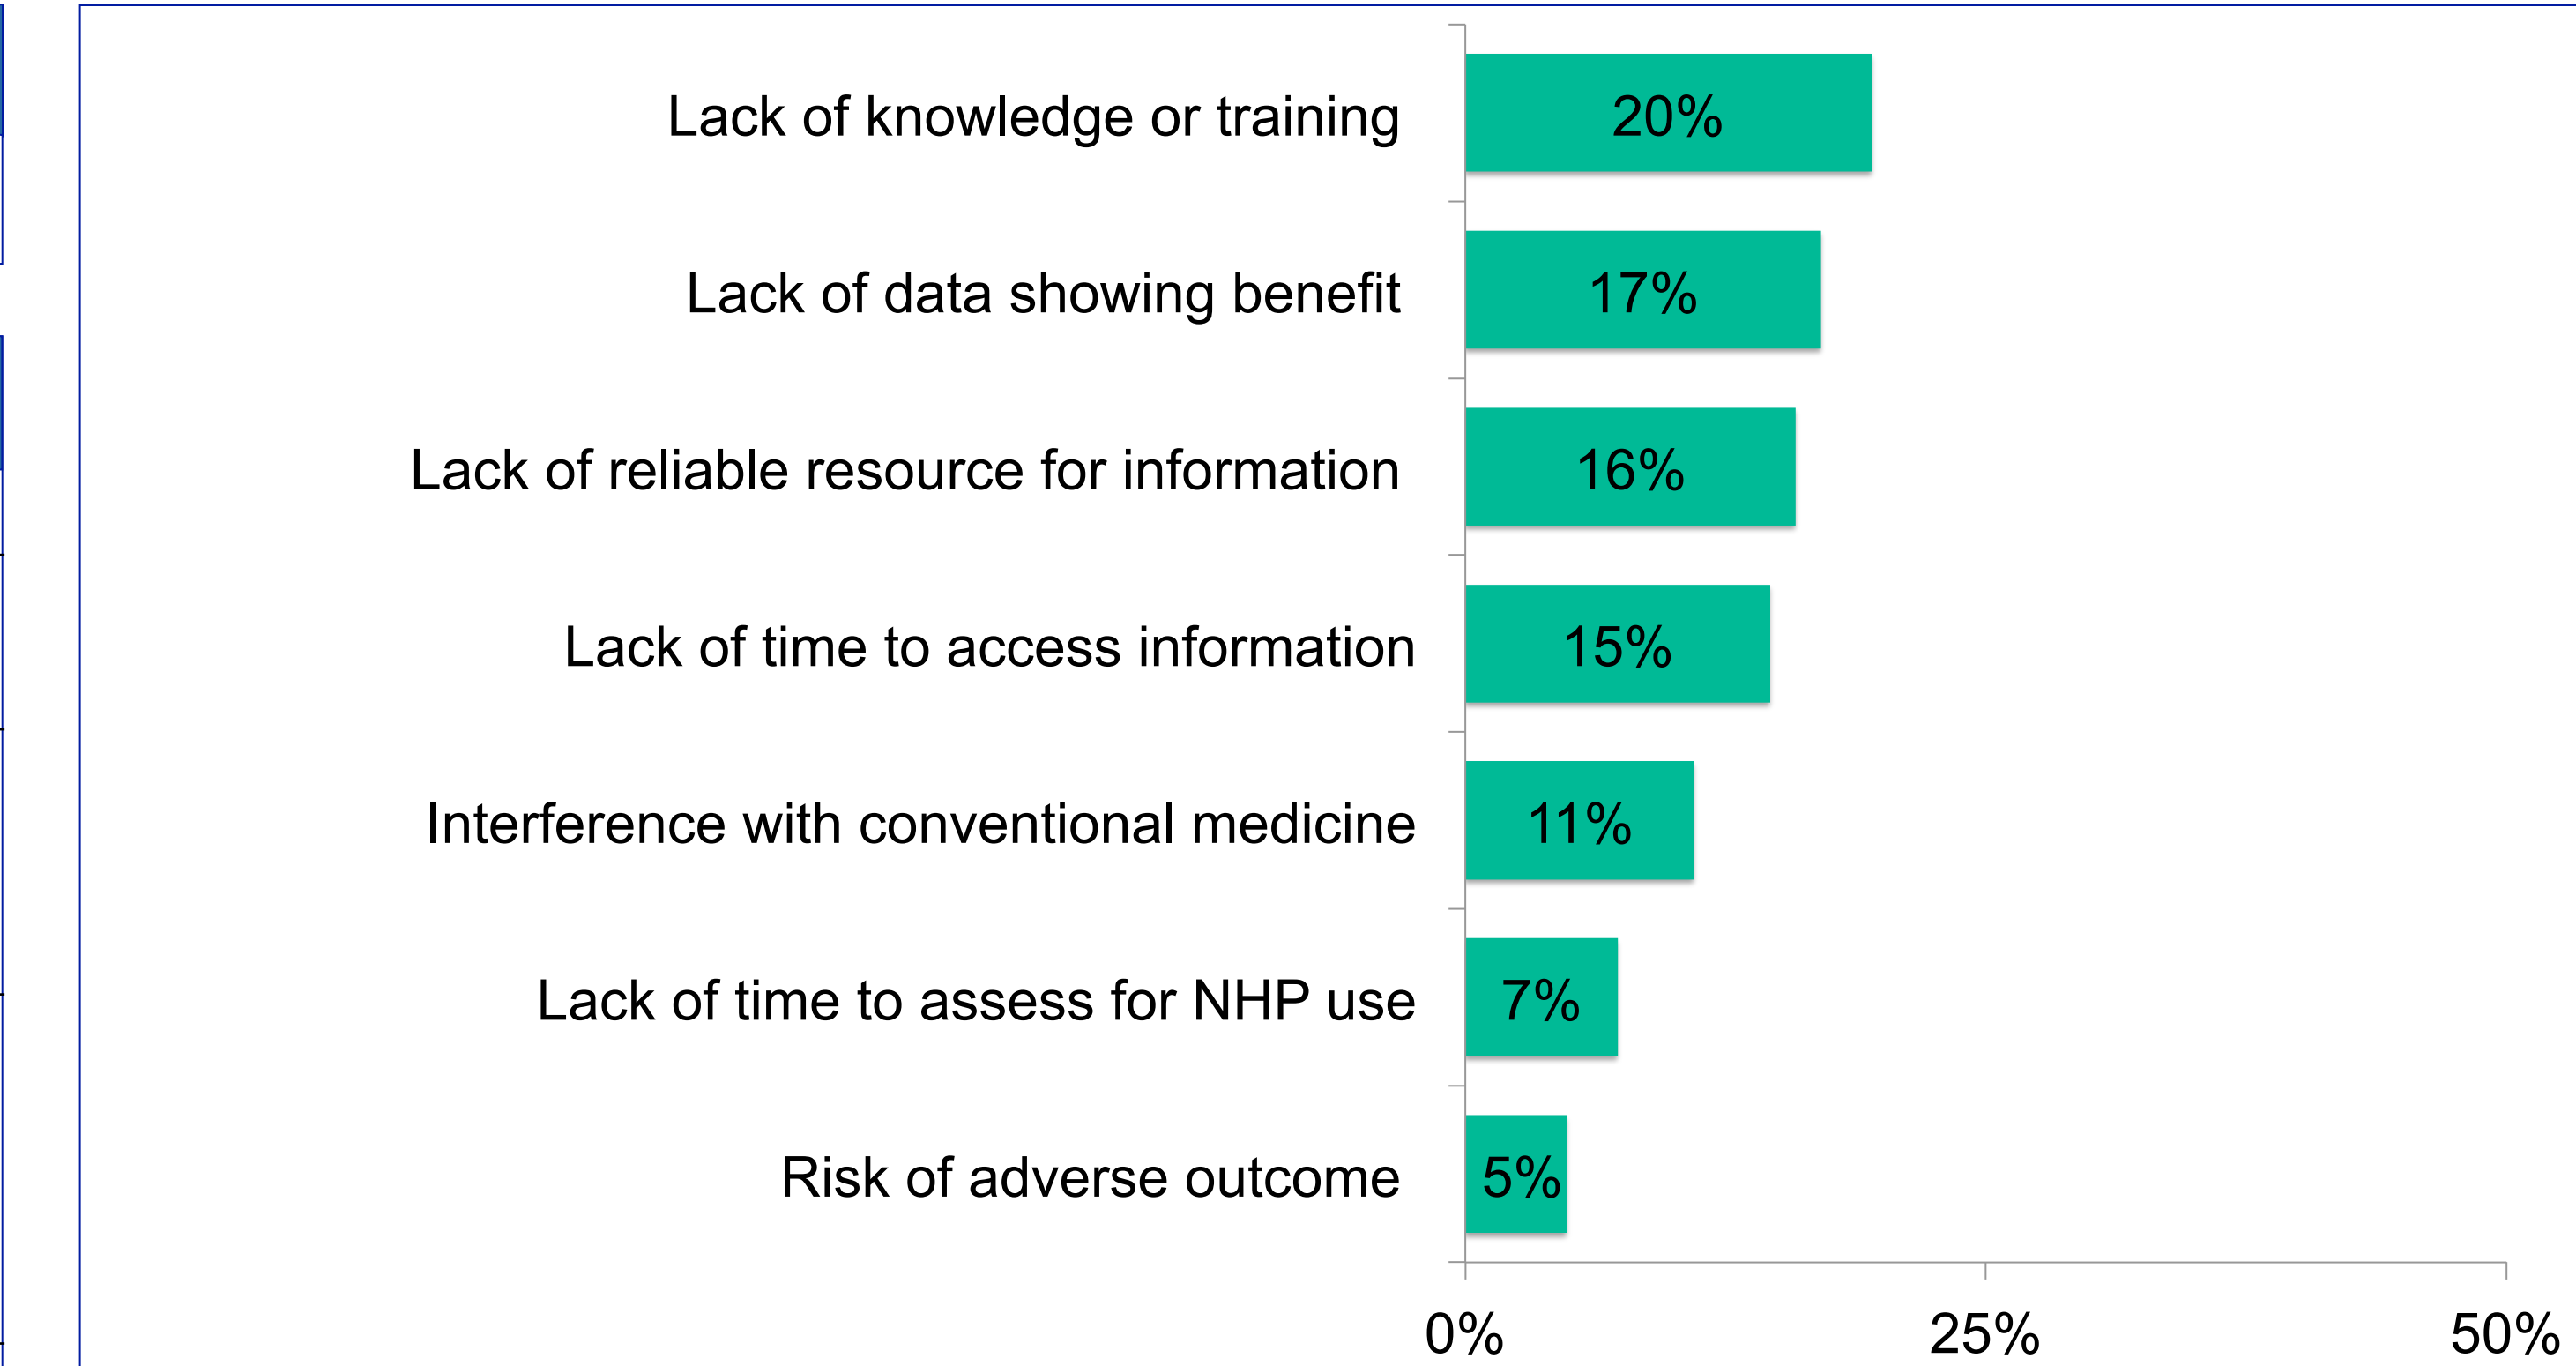 Lack of knowledge or training 20%
Lack of data showing benefit 17%
Lack of reliable resource for information 16%
Lack of time to access information 15%
Interference with conventional medicine 11%
Lack of time to assess for NHP use 7%
Risk of adverse outcome 5%
0% 25% 50%